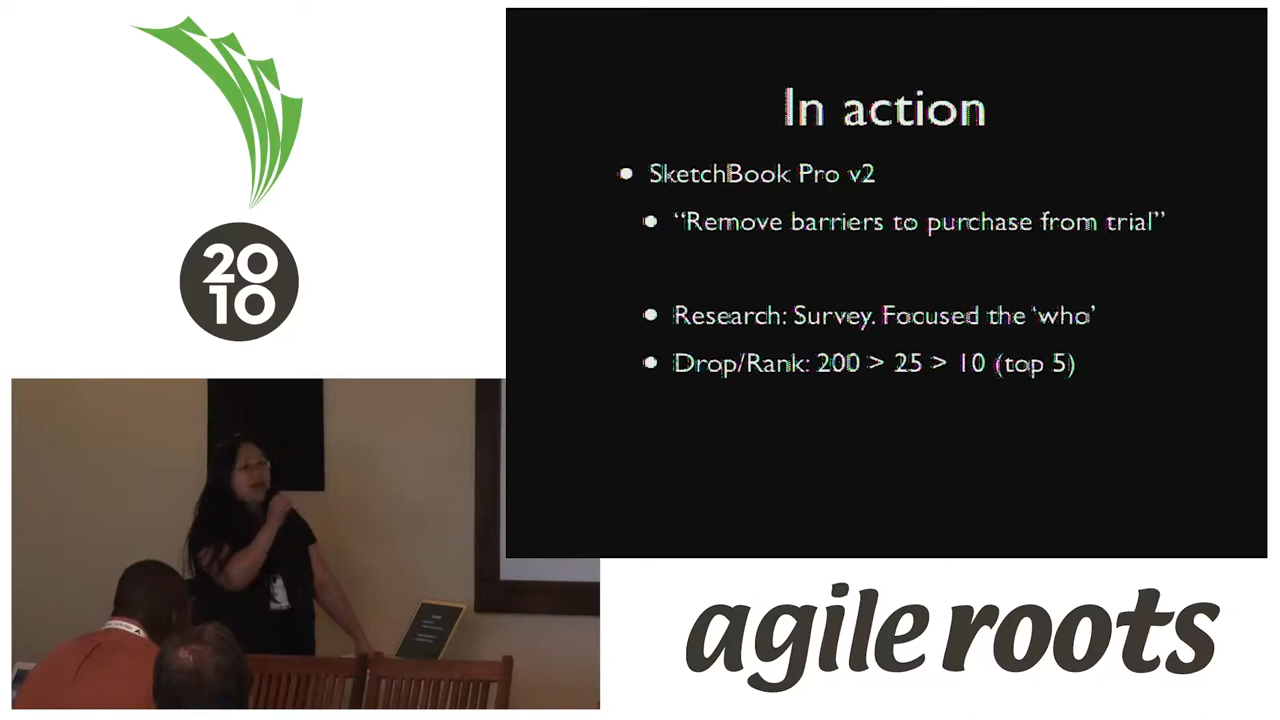 In action
• SketchBook Pro v2
• “Remove barriers to purchase from trial”
• Research: Survey. Focused the ‘who’
• Drop/Rank: 200 > 25 > 10 (top 5)
20
10
agile roots